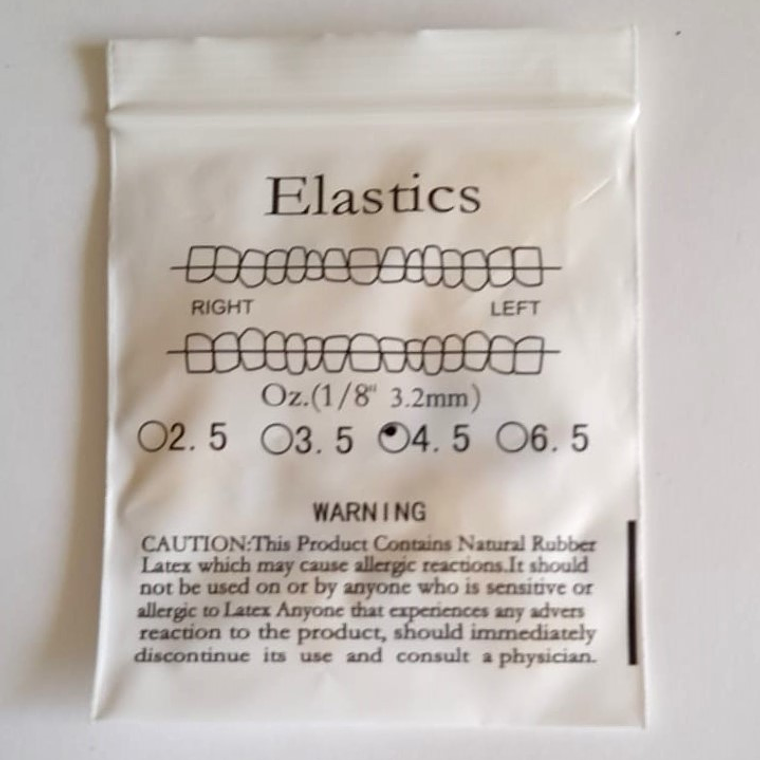 Elastics
RIGHT LEFT
Oz.(1/8" 3.2mm)
2.5 3.5 4.5 6.5
WARNING
CAUTION:This Product Contains Natural Rubber
Latex which may cause allergic reactions.It should
not be used on or by anyone who is sensitive or
allergic to Latex Anyone that experiences any advers
reaction to the product, should immediately
discontinue its use and consult a physician.